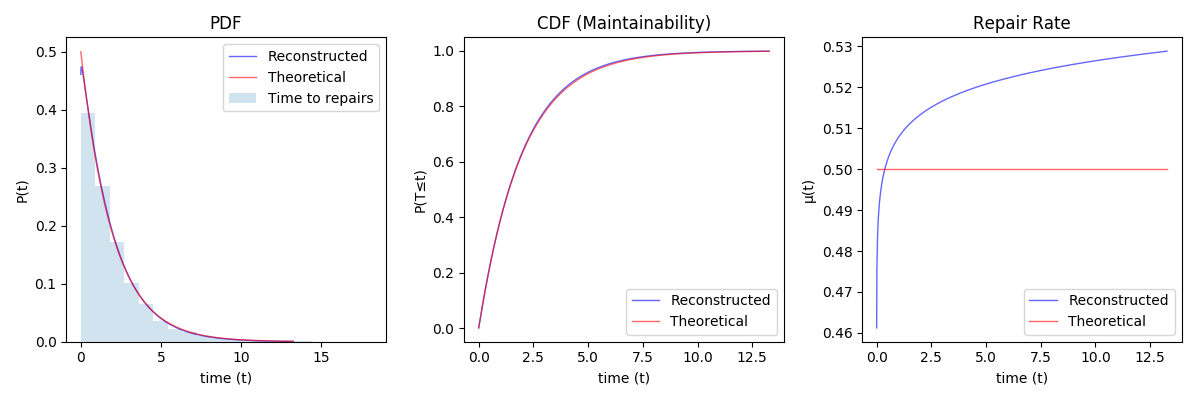 PDF
P(t)
0.5
0.4
0.3
0.2
0.1
0.0
0
5
10
15
time (t)
Reconstructed
Theoretical
Time to repairs
CDF (Maintainability)
P(T≤t)
1.0
0.8
0.6
0.4
0.2
0.0
0.0
2.5
5.0
7.5
10.0
12.5
time (t)
Reconstructed
Theoretical
Repair Rate
μ(t)
0.53
0.52
0.51
0.50
0.49
0.48
0.47
0.46
0.0
2.5
5.0
7.5
10.0
12.5
time (t)
Reconstructed
Theoretical